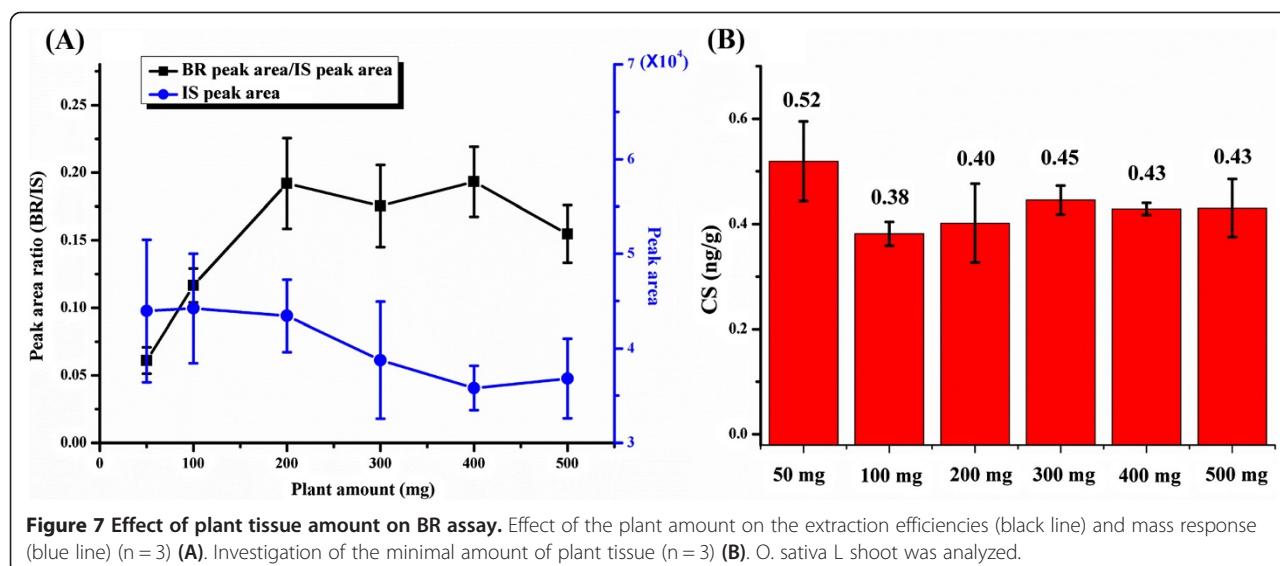 (A)
BR peak area/IS peak area
IS peak area
Peak area ratio (BR/IS)
0.25
0.20
0.15
0.10
0.05
0.00
0
100
200
300
400
500
Plant amount (mg)
7 (X10⁴)
6
5
4
3
Peak area
(B)
CS (ng/g)
0.6
0.4
0.2
0.0
0.52
0.38
0.40
0.45
0.43
0.43
50 mg
100 mg
200 mg
300 mg
400 mg
500 mg
Figure 7 Effect of plant tissue amount on BR assay. Effect of the plant amount on the extraction efficiencies (black line) and mass response
(blue line) (n = 3) (A). Investigation of the minimal amount of plant tissue (n = 3) (B). O. sativa L shoot was analyzed.